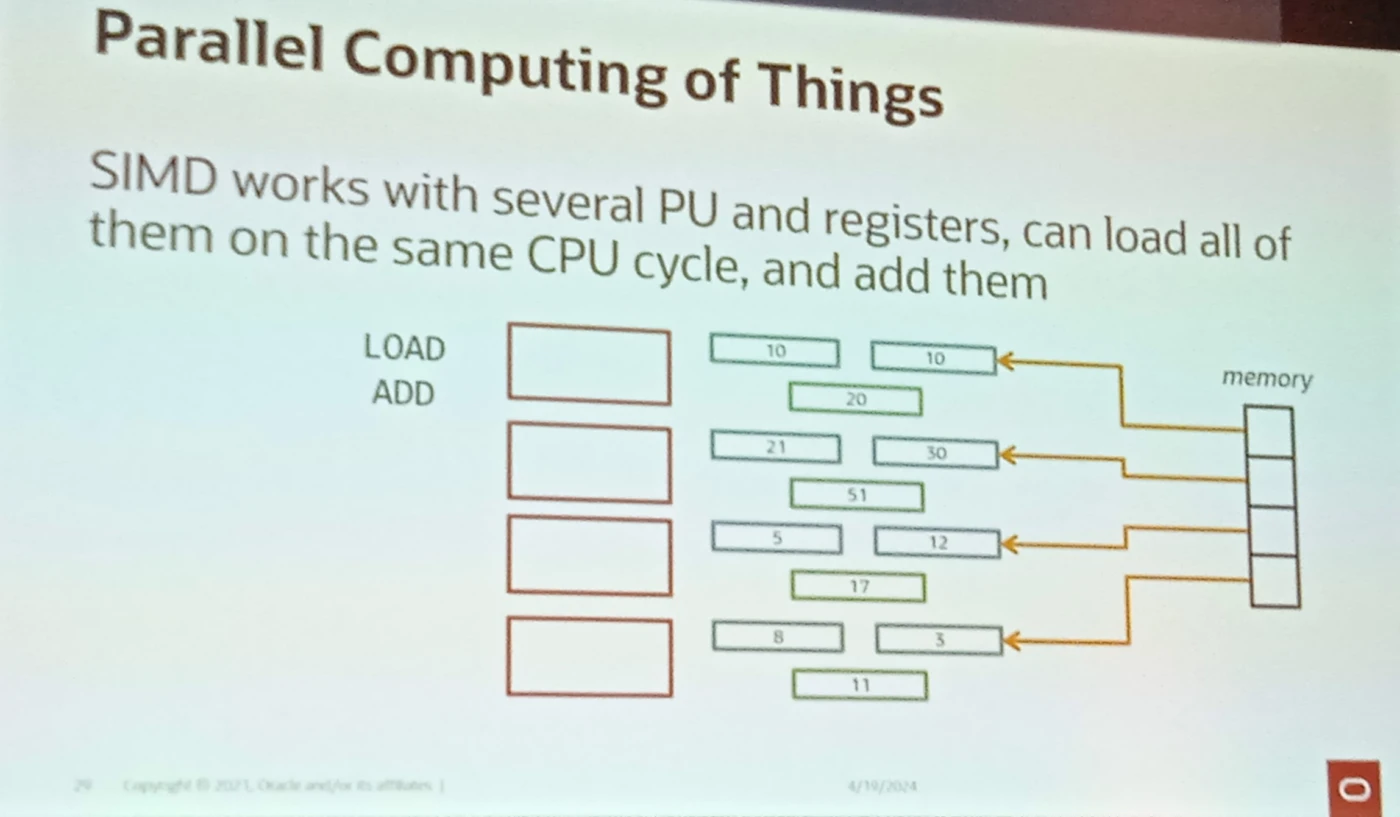 Parallel Computing of Things
SIMD works with several PU and registers, can load all of
them on the same CPU cycle, and add them
LOAD
ADD
10 10
20
21 30
51
5 12
17
8 3
11
memory
29 Copyright © 2021, Oracle and/or its affiliates | 4/19/2024